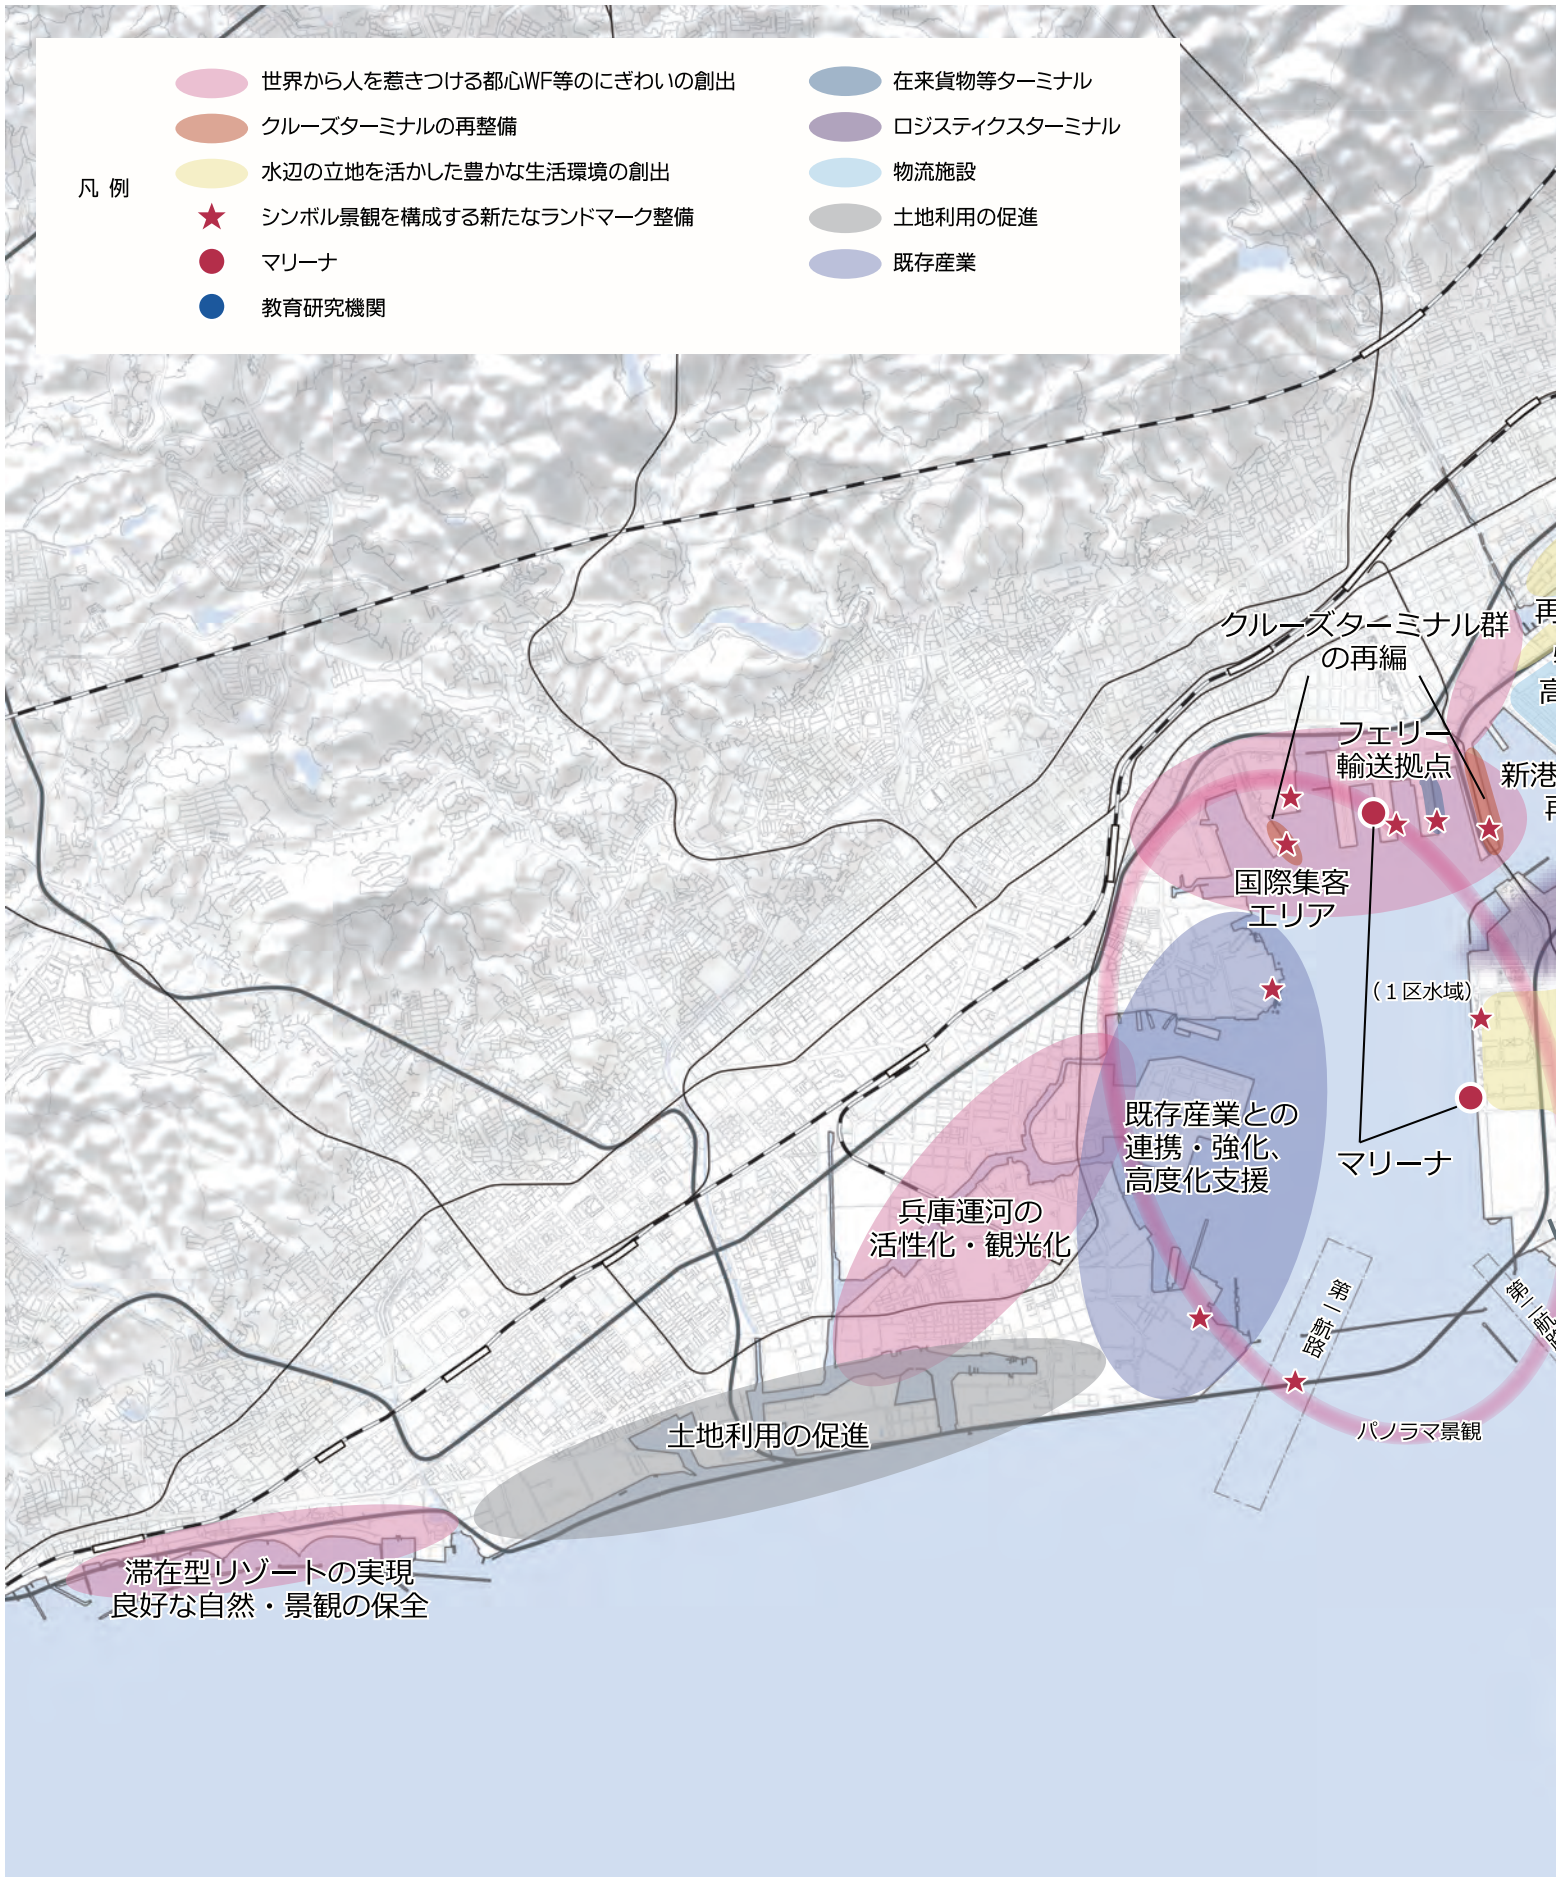 凡例
世界から人を惹きつける都心WF等のにぎわいの創出
クルーズターミナルの再整備
水辺の立地を活かした豊かな生活環境の創出
シンボル景観を構成する新たなランドマーク整備
マリーナ
教育研究機関
在来貨物等ターミナル
ロジスティクスターミナル
物流施設
土地利用の促進
既存産業
クルーズターミナル群
の再編
再
高
フェリー
輸送拠点
新港
再
国際集客
エリア
(1区水域)
既存産業との
連携・強化、
高度化支援
マリーナ
兵庫運河の
活性化・観光化
第一航路
第二航路
パノラマ景観
土地利用の促進
滞在型リゾートの実現
良好な自然・景観の保全